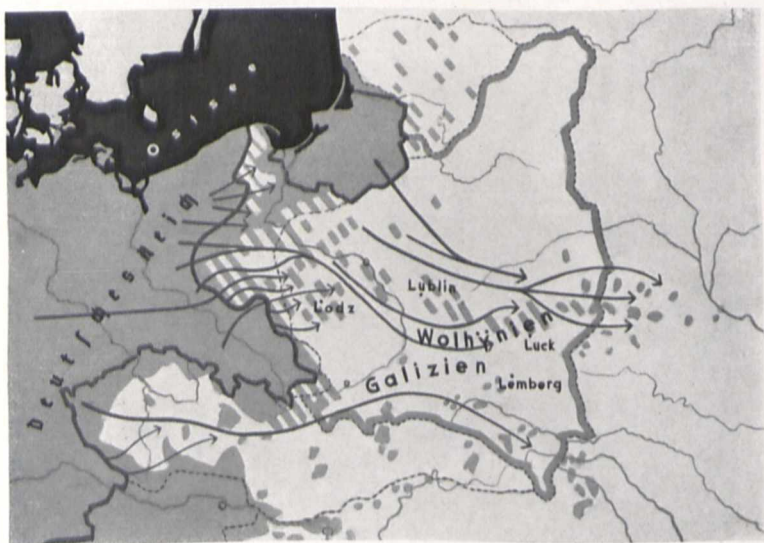 Ostsee
Deutsches Reich
Lublin
Lodz
Wolhynien
Luck
Galizien
Lemberg